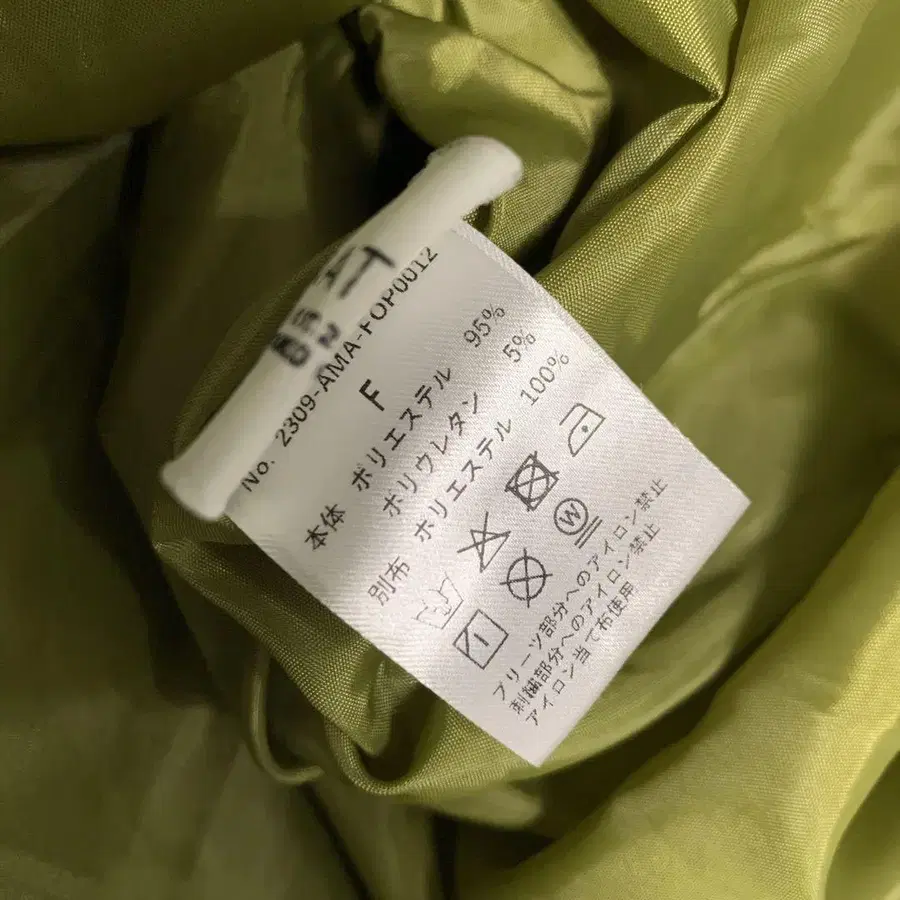 AT
No. 2309-AMA-FOP0012
F
本体 ポリエステル 95%
ポリウレタン 5%
別布 ポリエステル 100%
W
プリーツ部分へのアイロン禁止
刺繍部分へのアイロン禁止
アイロン当て布使用